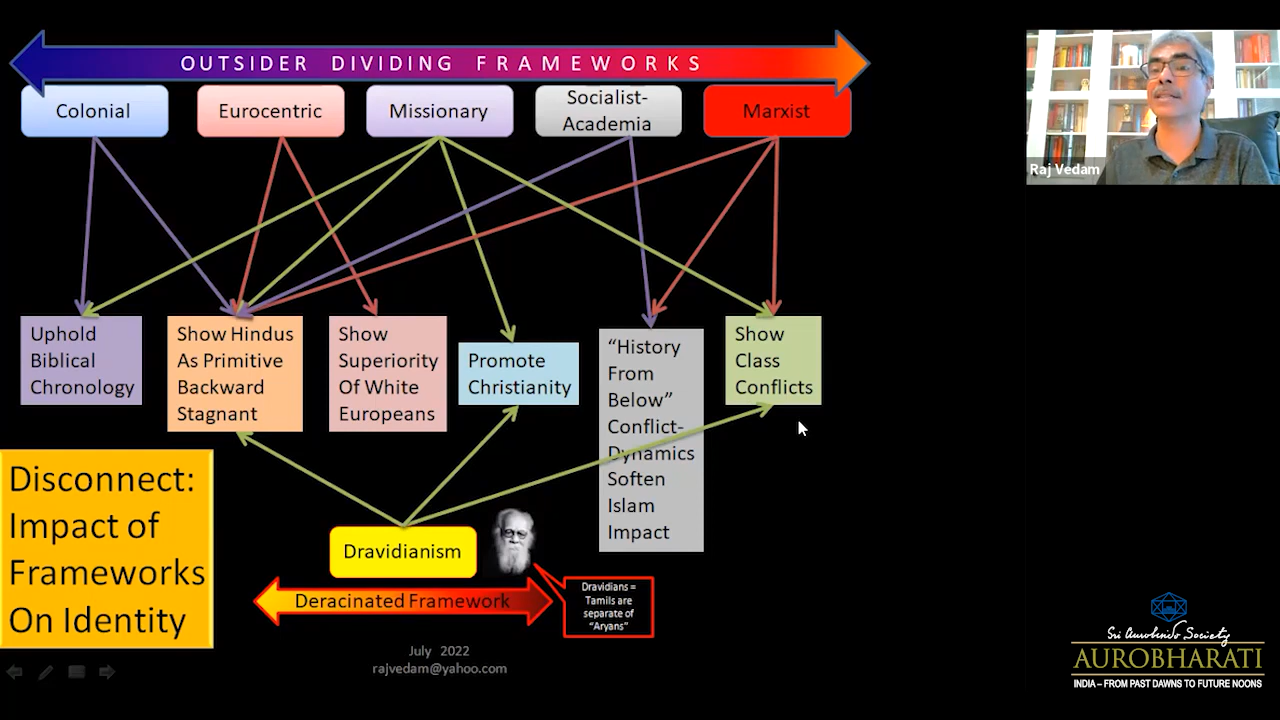 OUTSIDER DIVIDING FRAMEWORKS
Colonial
Eurocentric
Missionary
Socialist-
Academia
Marxist
Raj Vedam
Uphold
Biblical
Chronology
Show Hindus
As Primitive
Backward
Stagnant
Show
Superiority
Of White
Europeans
Promote
Christianity
“History
From
Below”
Conflict-
Dynamics
Soften
Islam
Impact
Show
Class
Conflicts
Disconnect:
Impact of
Frameworks
On Identity
Dravidianism
Deracinated Framework
Dravidians =
Tamils are
separate of
“Aryans”
July 2022
rajvedam@yahoo.com
Sri Aurobindo Society
AUROBHARATI
INDIA – FROM PAST DAWNS TO FUTURE NOONS